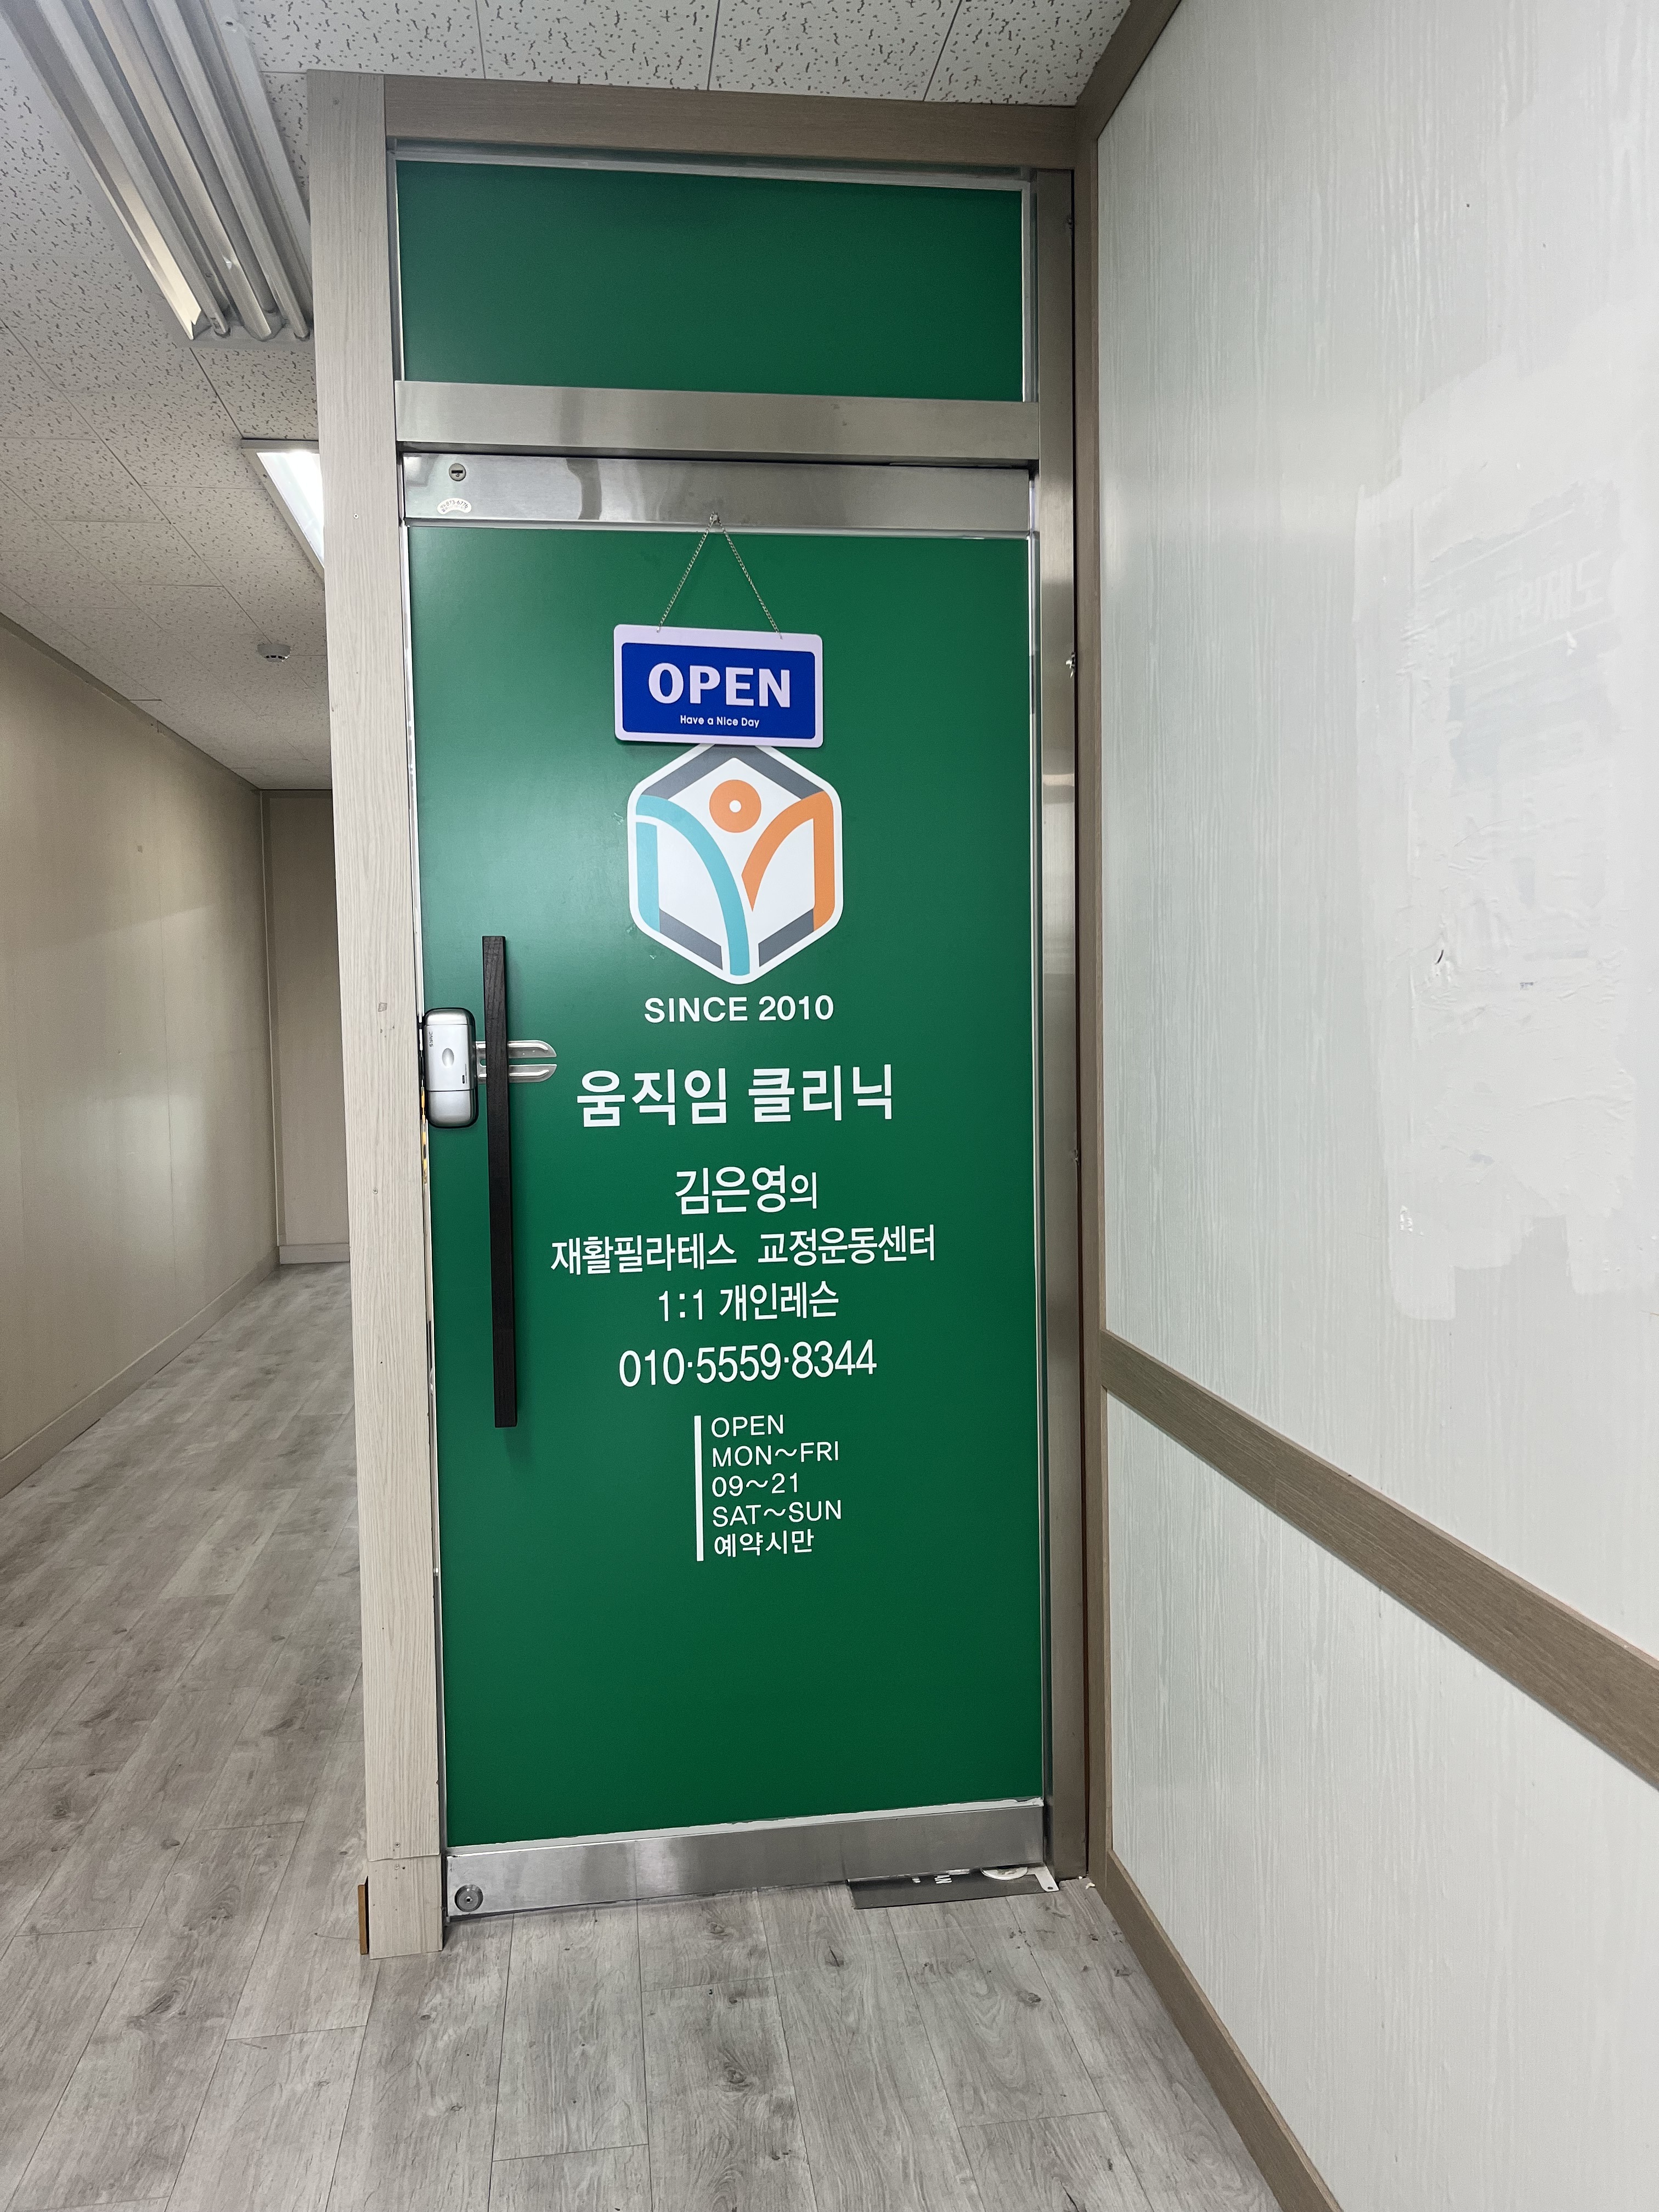 OPEN
Have a Nice Day
SINCE 2010
움직임 클리닉
김은영의
재활필라테스 교정운동센터
1:1 개인레슨
010·5559·8344
OPEN
MON~FRI
09~21
SAT~SUN
예약시만